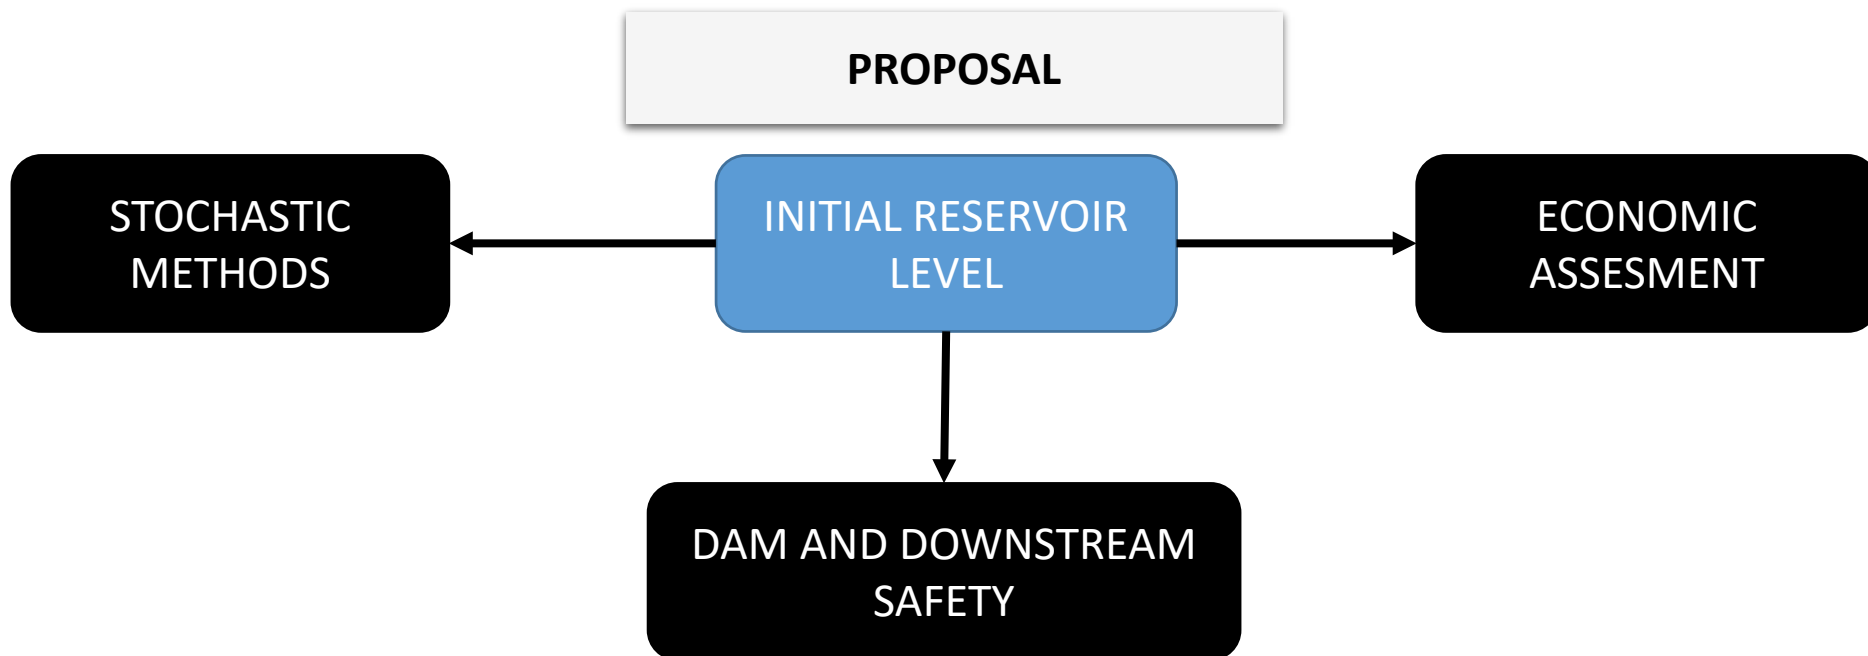 PROPOSAL
STOCHASTIC
METHODS
INITIAL RESERVOIR
LEVEL
ECONOMIC
ASSESMENT
DAM AND DOWNSTREAM
SAFETY